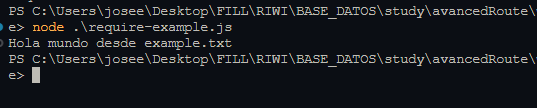 PS C:\Users\josee\Desktop\FILL\RIWI\BASE_DATOS\study\avancedRoute\
e> node .\require-example.js
Hola mundo desde example.txt
PS C:\Users\josee\Desktop\FILL\RIWI\BASE_DATOS\study\avancedRoute\
e>